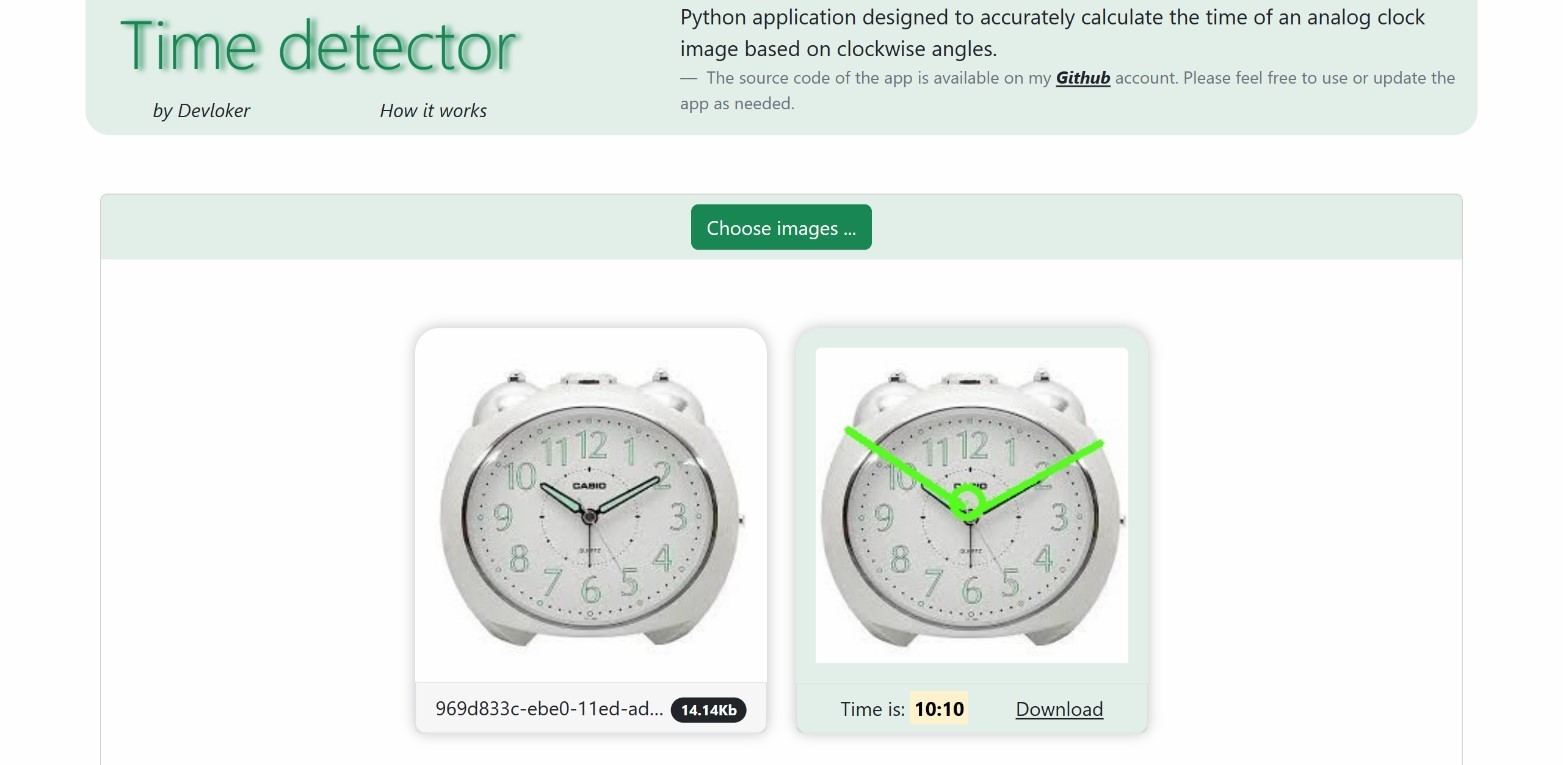 Time detector
by Devloker How it works
Python application designed to accurately calculate the time of an analog clock
image based on clockwise angles.
— The source code of the app is available on my Github account. Please feel free to use or update the
app as needed.
Choose images ...
12
11 1
10 2
CASIO
9 3
QUARTZ
8 4
7 5
6
969d833c-ebe0-11ed-ad... 14.14Kb
12
11 1
10 2
9 3
8 4
7 5
6
Time is: 10:10 Download